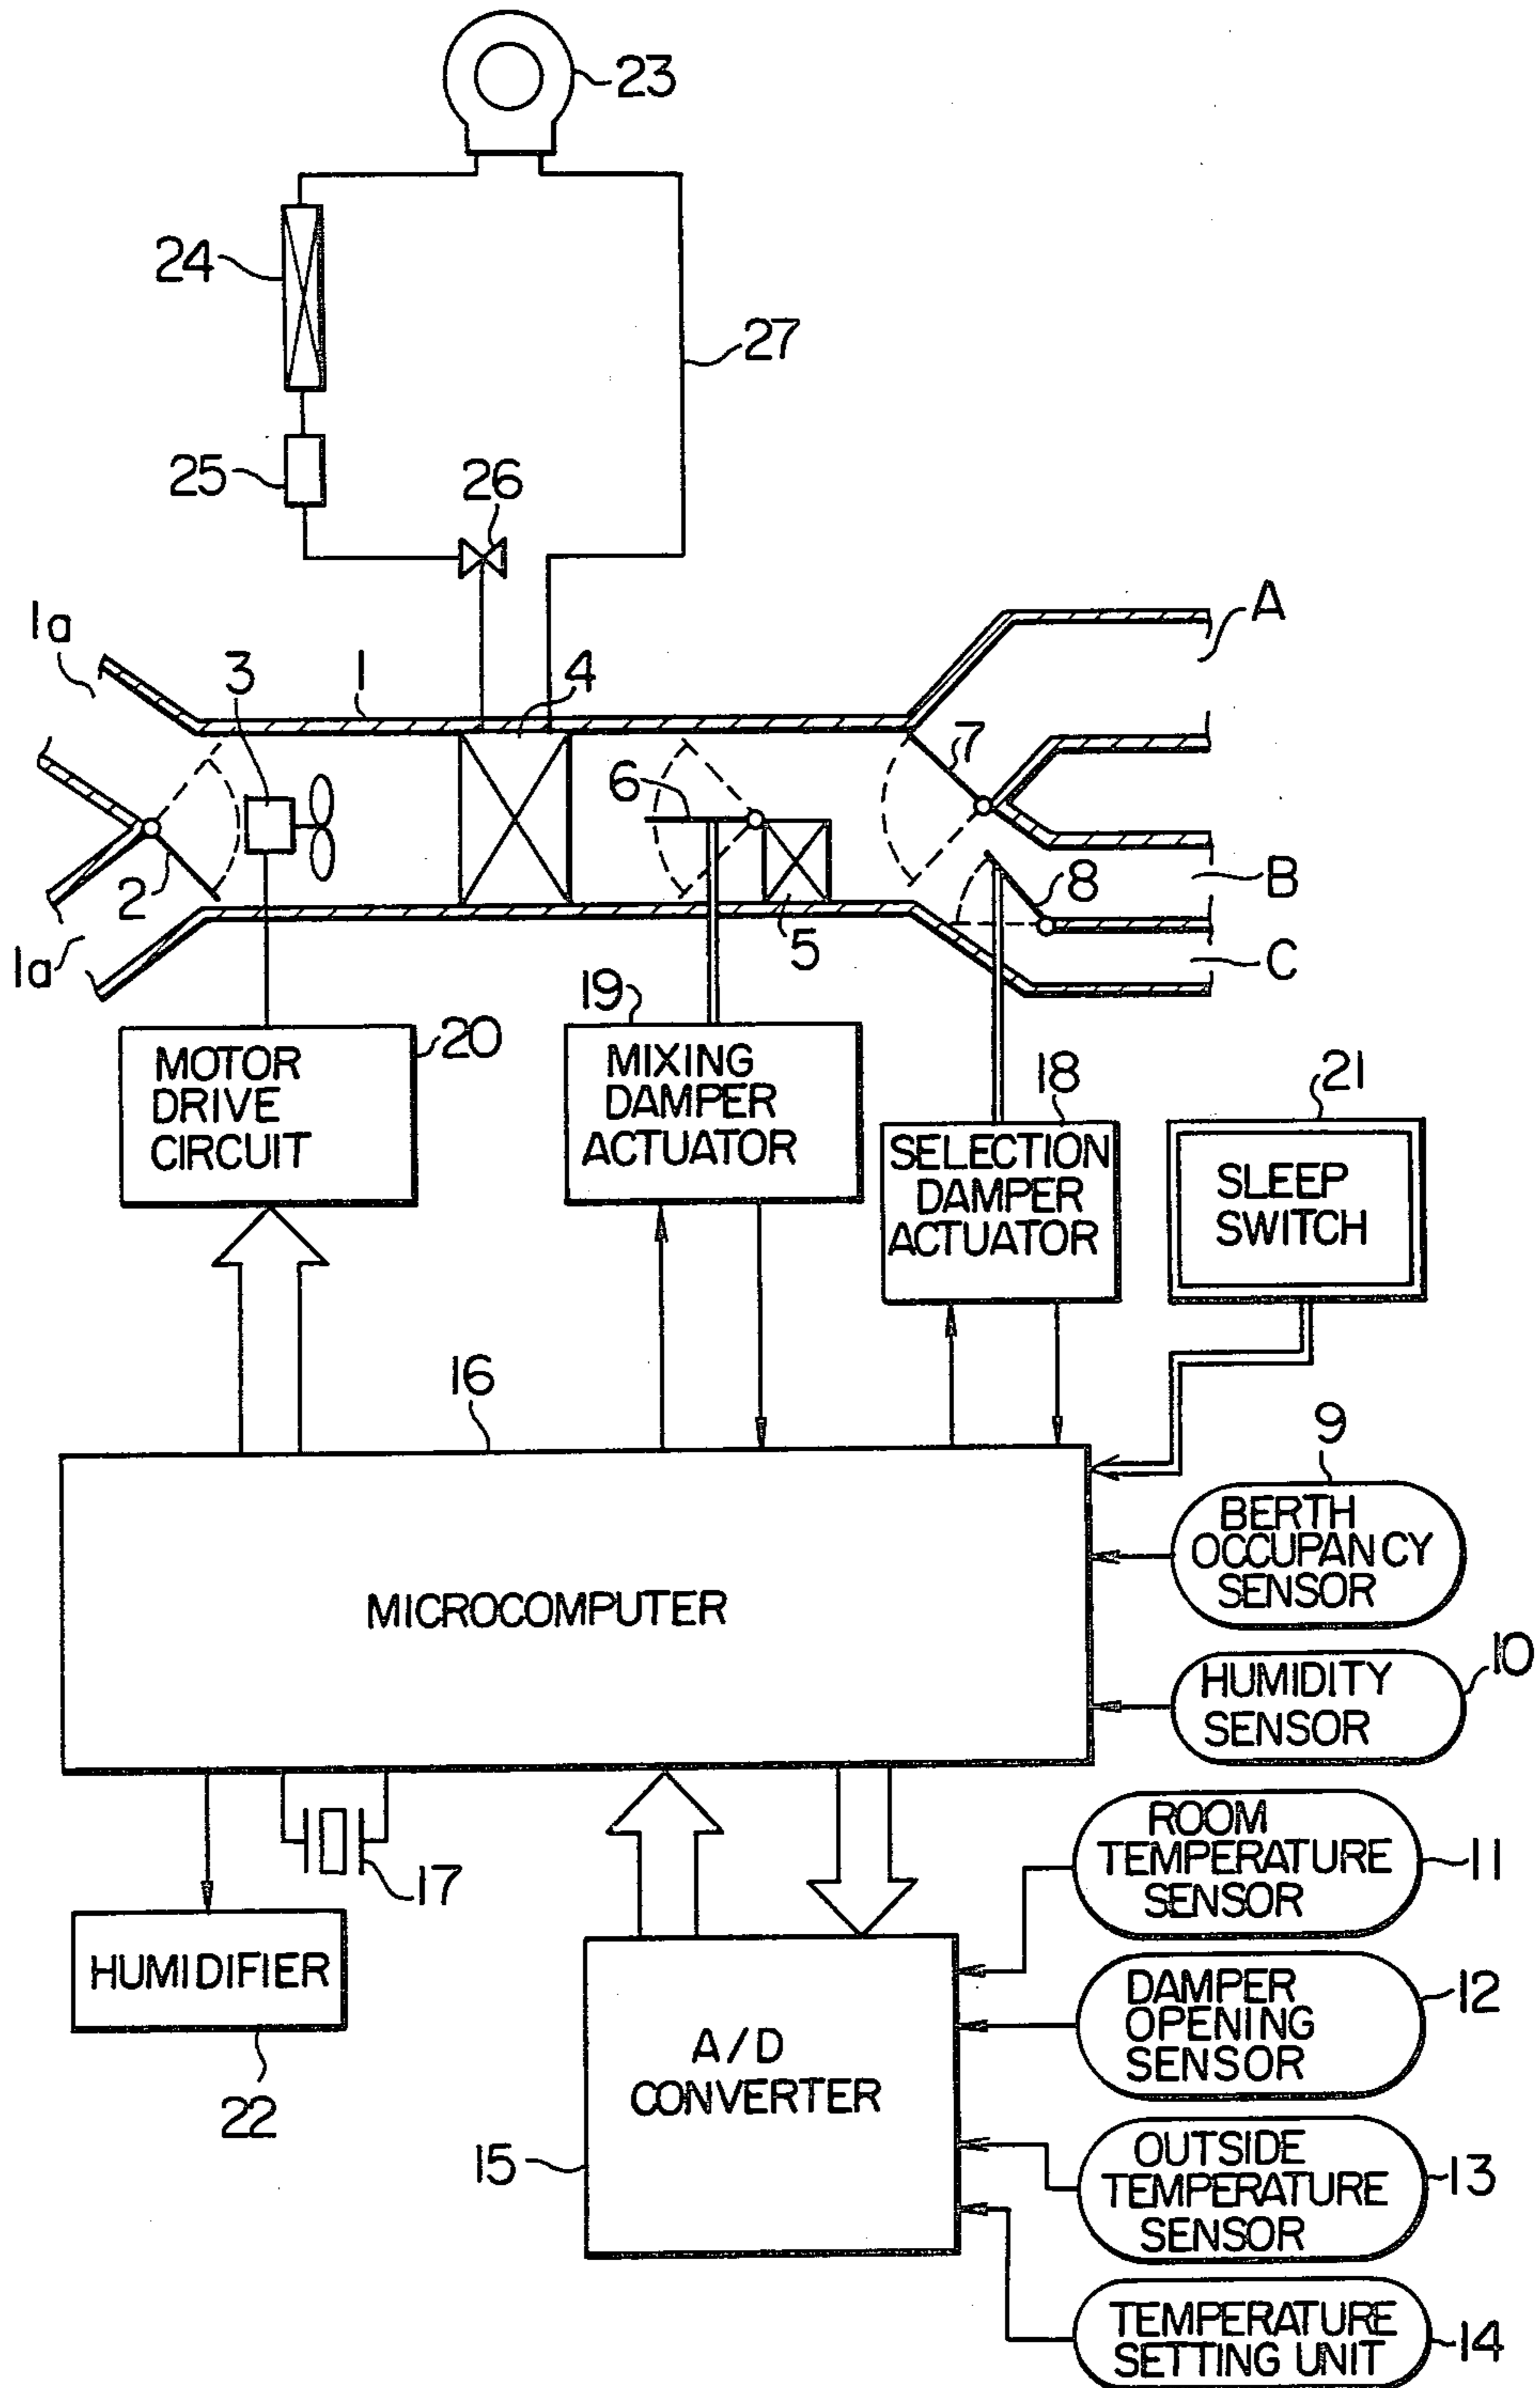 23
24
27
25
26
A
1a
3
1
4
7
6
2
8
B
5
1a
C
19
20
MOTOR
DRIVE
CIRCUIT
MIXING
DAMPER
ACTUATOR
18
21
SELECTION
DAMPER
ACTUATOR
SLEEP
SWITCH
16
9
BERTH
OCCUPANCY
SENSOR
MICROCOMPUTER
10
HUMIDITY
SENSOR
ROOM
TEMPERATURE
SENSOR
11
17
HUMIDIFIER
22
DAMPER
OPENING
SENSOR
12
A/D
CONVERTER
15
OUTSIDE
TEMPERATURE
SENSOR
13
TEMPERATURE
SETTING UNIT
14